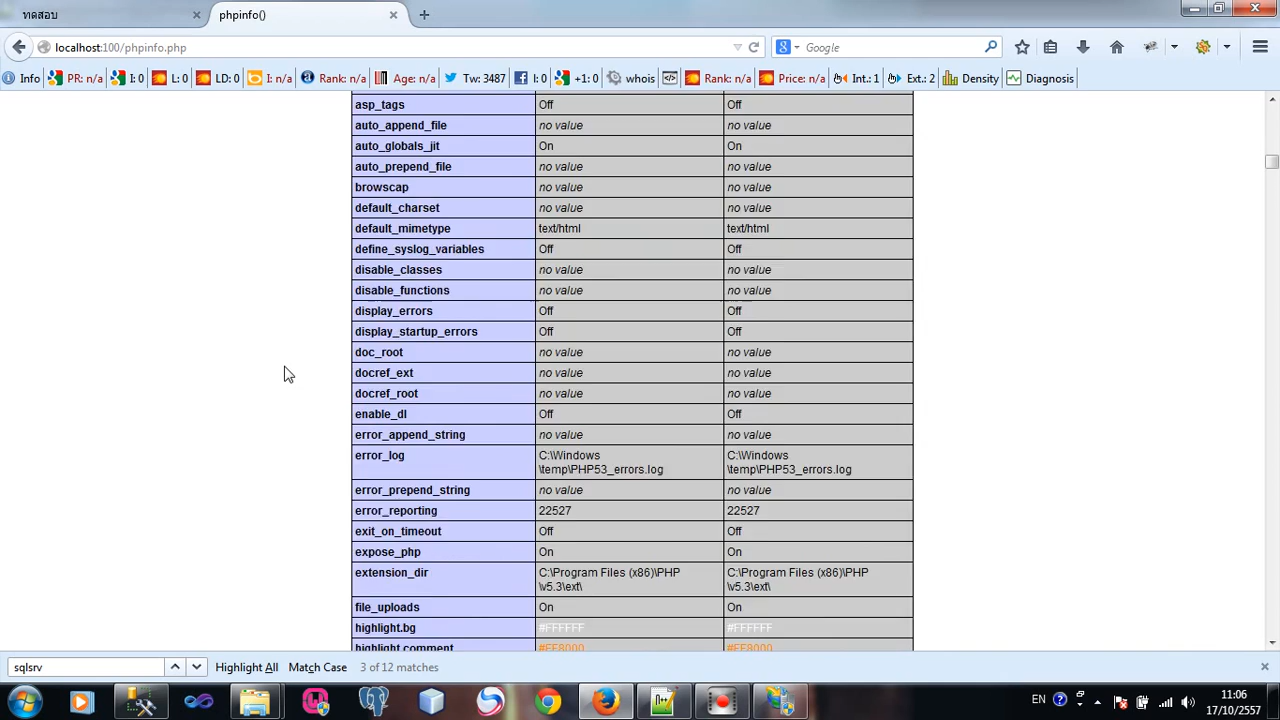 ทดสอบ
phpinfo()
localhost:100/phpinfo.php
Google
Info PR: n/a I: 0 L: 0 LD: 0 I: n/a Rank: n/a Age: n/a Tw: 3487 l: 0 +1: 0 whois Rank: n/a Price: n/a Int.: 1 Ext.: 2 Density Diagnosis
asp_tags Off Off
auto_append_file no value no value
auto_globals_jit On On
auto_prepend_file no value no value
browscap no value no value
default_charset no value no value
default_mimetype text/html text/html
define_syslog_variables Off Off
disable_classes no value no value
disable_functions no value no value
display_errors Off Off
display_startup_errors Off Off
doc_root no value no value
docref_ext no value no value
docref_root no value no value
enable_dl Off Off
error_append_string no value no value
error_log C:\Windows C:\Windows
\temp\PHP53_errors.log \temp\PHP53_errors.log
error_prepend_string no value no value
error_reporting 22527 22527
exit_on_timeout Off Off
expose_php On On
extension_dir C:\Program Files (x86)\PHP C:\Program Files (x86)\PHP
\v5.3\ext\ \v5.3\ext\
file_uploads On On
highlight.bg #FFFFFF #FFFFFF
highlight.comment #FF8000 #FF8000
sqlsrv Highlight All Match Case 3 of 12 matches
EN 11:06
17/10/2557